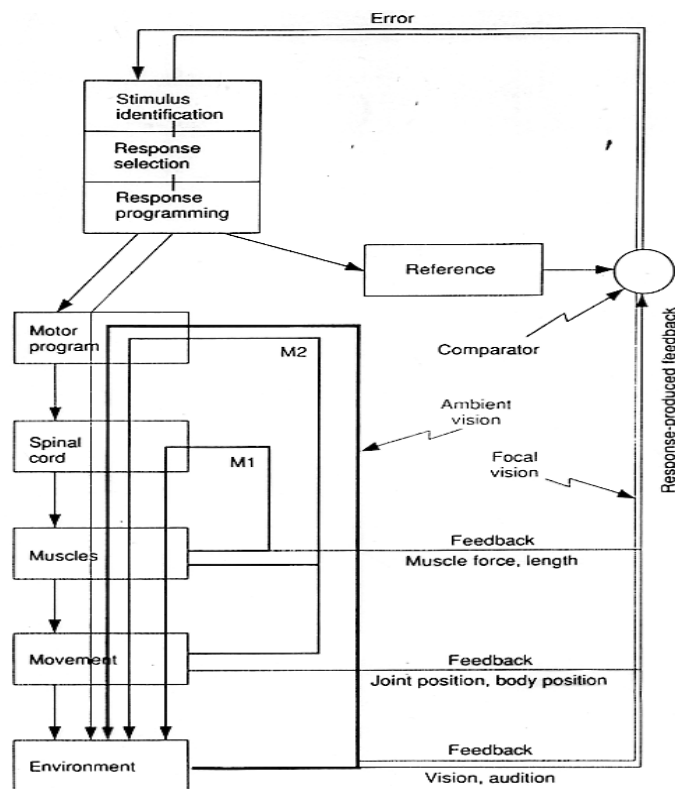 Error
Stimulus
identification
Response
selection
Response
programming
Reference
Motor
program
M2
Comparator
Ambient
vision
Spinal
cord
M1
Focal
vision
Response-produced feedback
Muscles
Feedback
Muscle force, length
Movement
Feedback
Joint position, body position
Environment
Feedback
Vision, audition